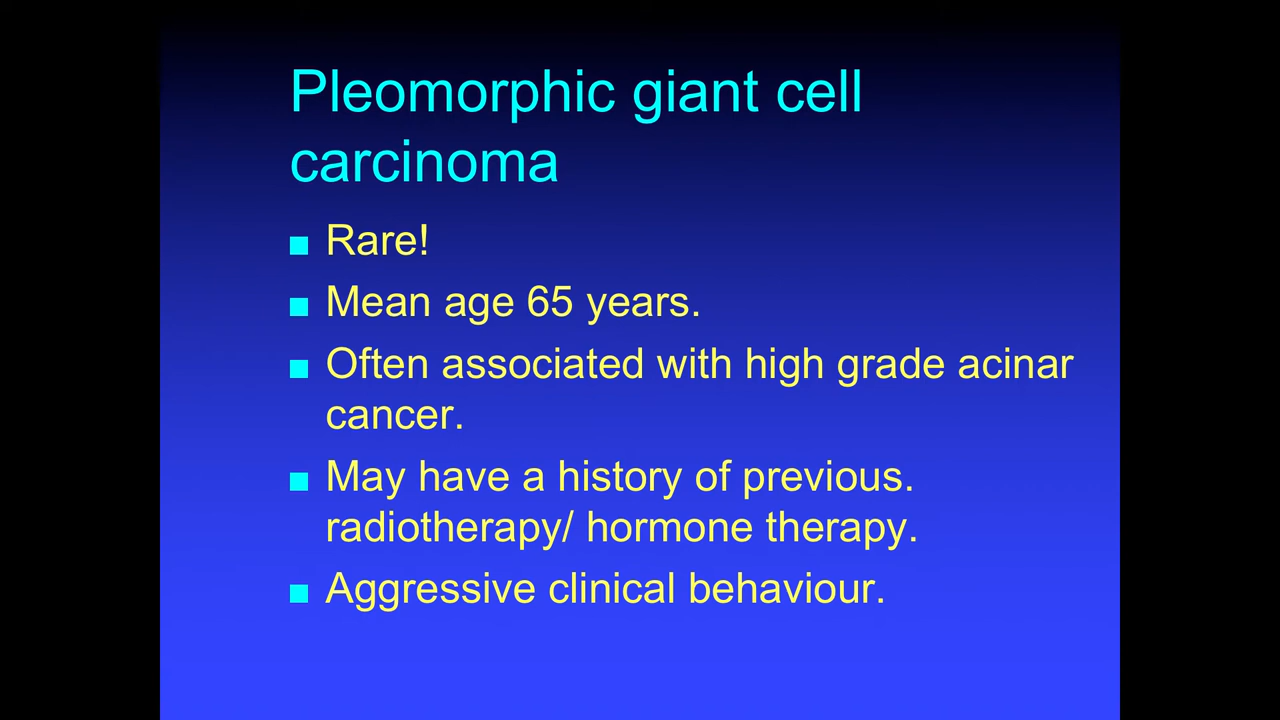 Pleomorphic giant cell
carcinoma
Rare!
Mean age 65 years.
Often associated with high grade acinar
cancer.
May have a history of previous.
radiotherapy/ hormone therapy.
Aggressive clinical behaviour.